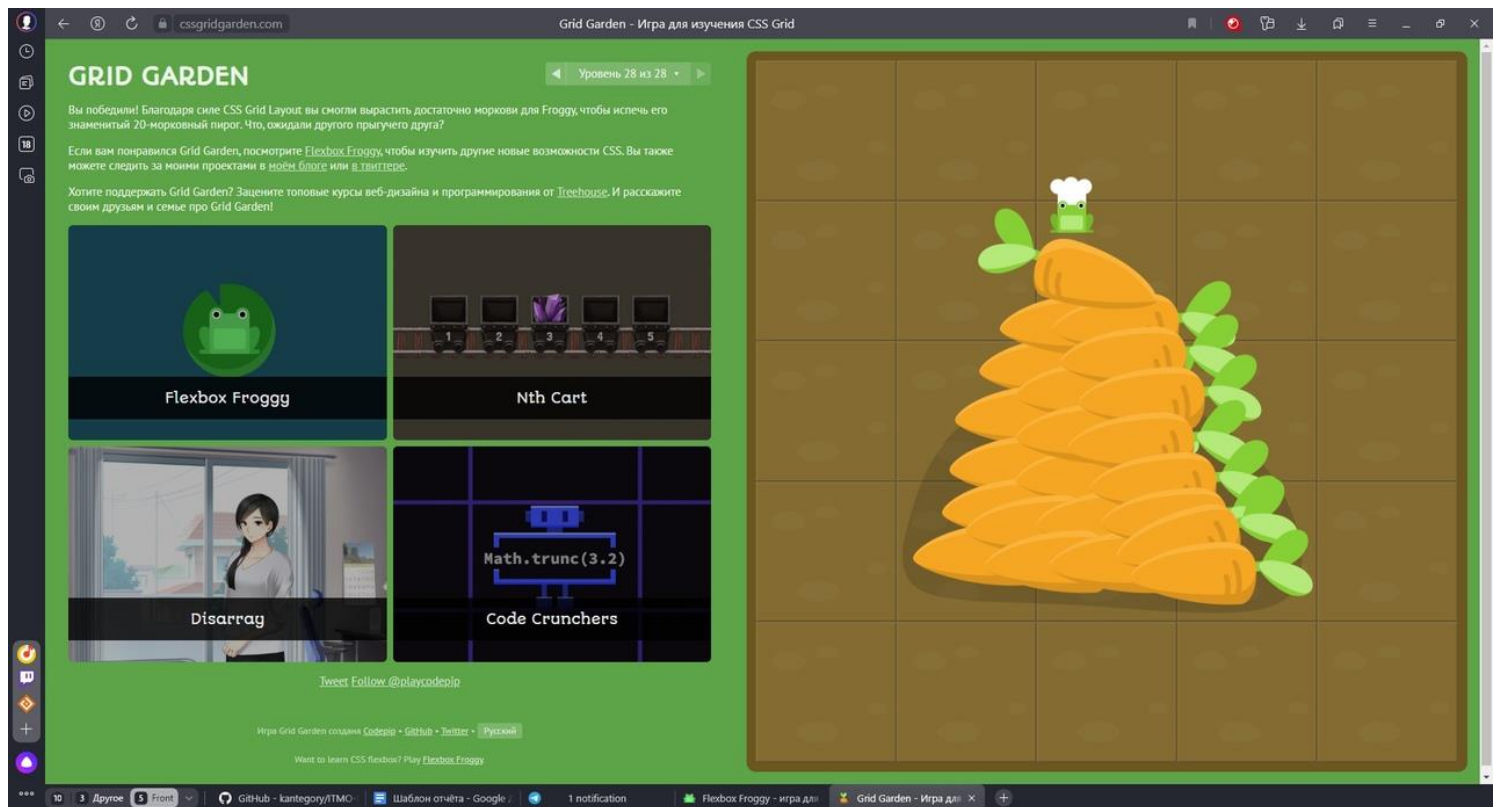 cssgridgarden.com
Grid Garden - Игра для изучения CSS Grid
18
GRID GARDEN
Уровень 28 из 28
Вы победили! Благодаря силе CSS Grid Layout вы смогли вырастить достаточно моркови для Froggy, чтобы испечь его
знаменитый 20-морковный пирог. Что, ожидали другого прыгучего друга?
Если вам понравился Grid Garden, посмотрите Flexbox Froggy, чтобы изучить другие новые возможности CSS. Вы также
можете следить за моими проектами в моём блоге или в твиттере.
Хотите поддержать Grid Garden? Зацените топовые курсы веб-дизайна и программирования от Treehouse. И расскажите
своим друзьям и семье про Grid Garden!
1 2 3 4 5
Flexbox Froggy
Nth Cart
Math.trunc(3.2)
Disarray
Code Crunchers
Tweet Follow @playcodepip
Игра Grid Garden создана Codepip • GitHub • Twitter • Русский
Want to learn CSS flexbox? Play Flexbox Froggy.
10 3 Другое 5 Front GitHub - kantegory/ITMO- Шаблон отчёта - Google 1 notification Flexbox Froggy - игра для Grid Garden - Игра для